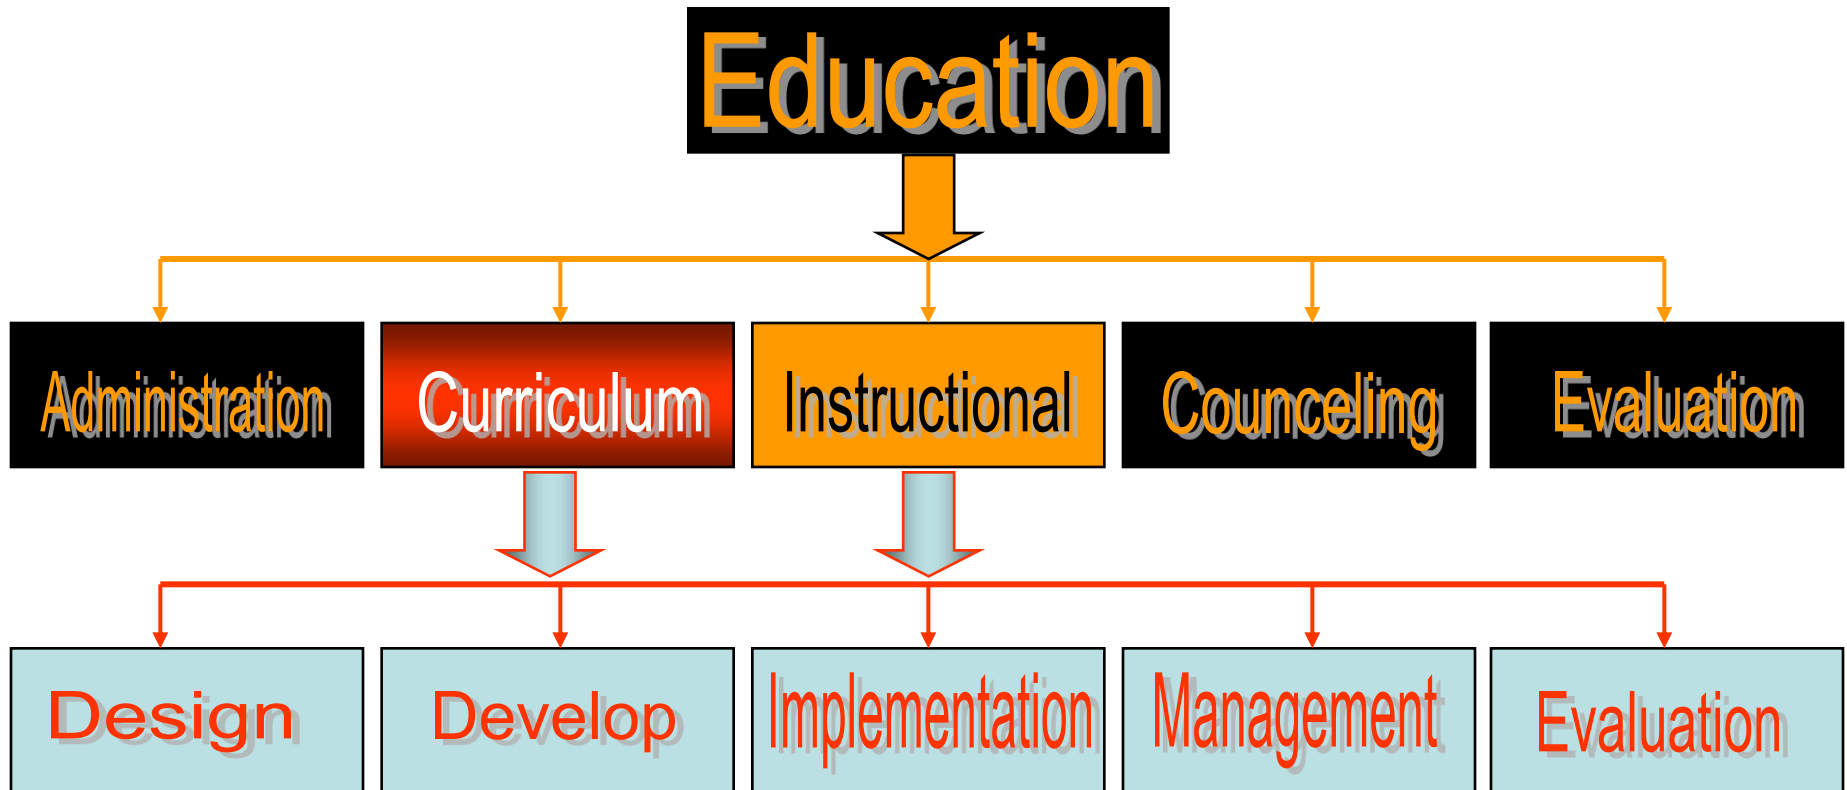 Education
Administration
Curriculum
Instructional
Counceling
Evaluation
Design
Develop
Implementation
Management
Evaluation